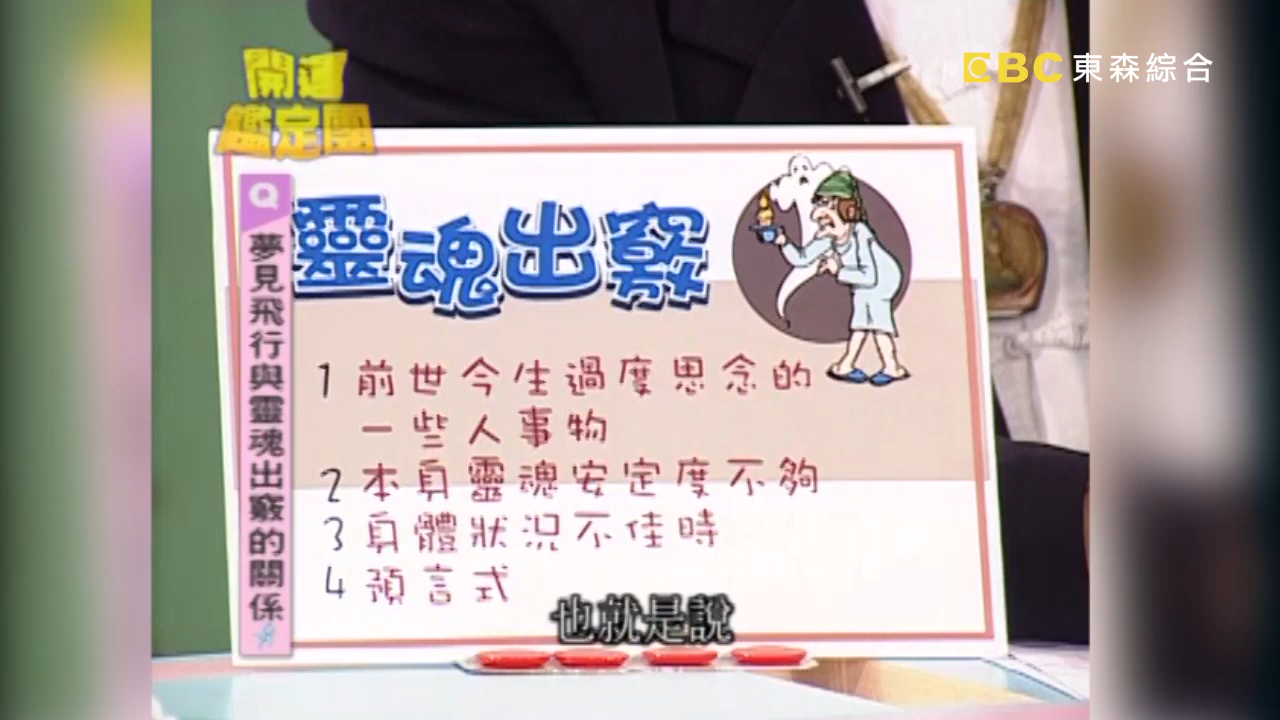 開運
鑑定團
EBC 東森綜合
Q
夢見飛行與靈魂出竅的關係
靈魂出竅
1 前世今生過度思念的
一些人事物
2 本身靈魂安定度不夠
3 身體狀況不佳時
4 預言式
也就是說